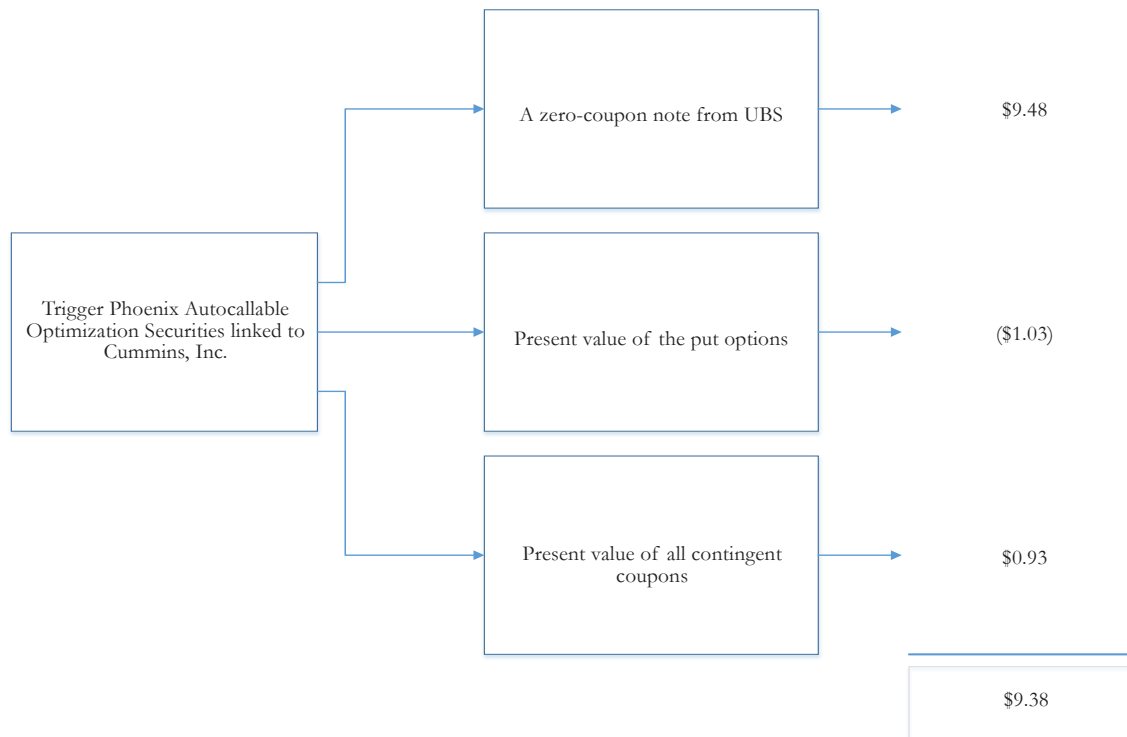 A zero-coupon note from UBS
$9.48
Trigger Phoenix Autocallable
Optimization Securities linked to
Cummins, Inc.
Present value of the put options
($1.03)
Present value of all contingent
coupons
$0.93
$9.38